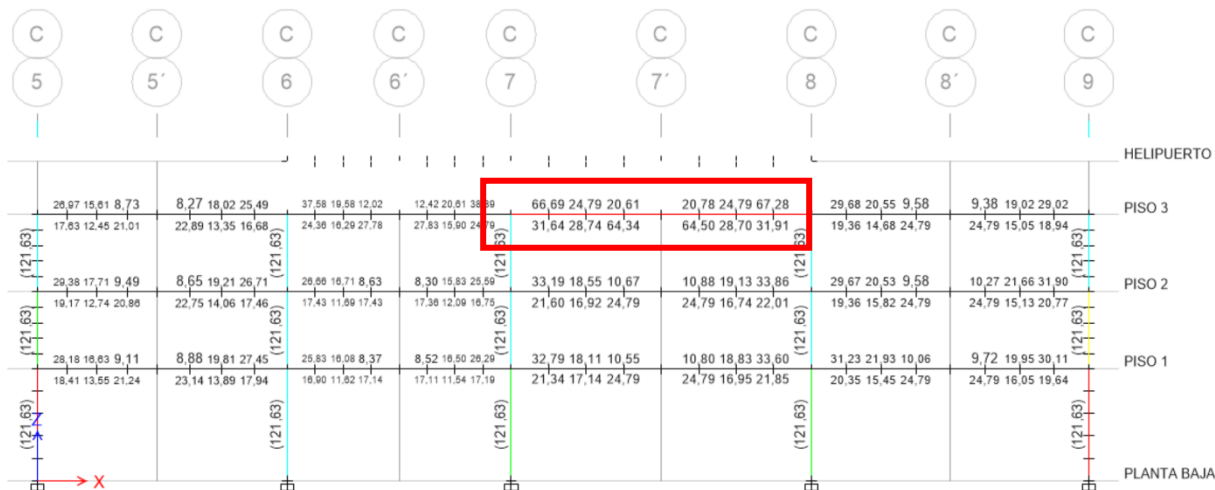 C C C C C C C C C
5 5´ 6 6´ 7 7´ 8 8´ 9
HELIPUERTO
26,97 15,61 8,73 8,27 18,02 25,49 37,58 19,58 12,02 12,42 20,61 66,69 24,79 20,61 20,78 24,79 67,28 29,68 20,55 9,58 9,38 19,02 29,02
PISO 3
17,63 12,45 21,01 22,89 13,35 16,68 24,36 16,29 27,78 27,83 15,90 31,64 28,74 64,34 64,50 28,70 31,91 19,36 14,68 24,79 24,79 15,05 18,94
(121,63) (121,63) (121,63) (121,63) (121,63)
29,38 17,71 9,49 8,65 19,21 26,71 26,66 16,71 8,63 8,30 15,83 25,59 33,19 18,55 10,67 10,88 19,13 33,86 29,67 20,53 9,58 10,27 21,66 31,90
PISO 2
19,17 12,74 20,86 22,75 14,06 17,46 17,43 11,69 17,43 17,36 12,09 16,75 21,60 16,92 24,79 24,79 16,74 22,01 19,36 15,82 24,79 24,79 15,13 20,77
(121,63) (121,63) (121,63) (121,63) (121,63)
28,18 16,63 9,11 8,88 19,81 27,45 25,83 16,08 8,37 8,52 16,50 26,29 32,79 18,11 10,55 10,80 18,83 33,60 31,23 21,93 10,06 9,72 19,95 30,11
PISO 1
18,41 13,55 21,24 23,14 13,89 17,94 16,90 11,62 17,14 17,11 11,54 17,19 21,34 17,14 24,79 24,79 16,95 21,85 20,35 15,45 24,79 24,79 16,05 19,64
(121,63) (121,63) (121,63) (121,63) (121,63)
Z
X
PLANTA BAJA